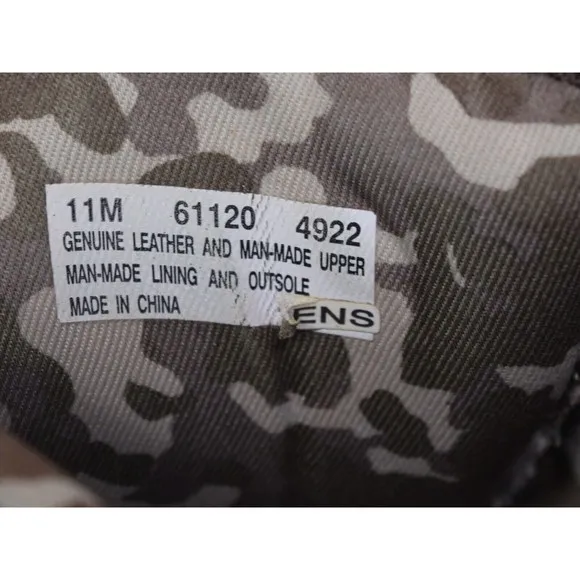 11M 61120 4922
GENUINE LEATHER AND MAN-MADE UPPER
MAN-MADE LINING AND OUTSOLE
MADE IN CHINA
ENS